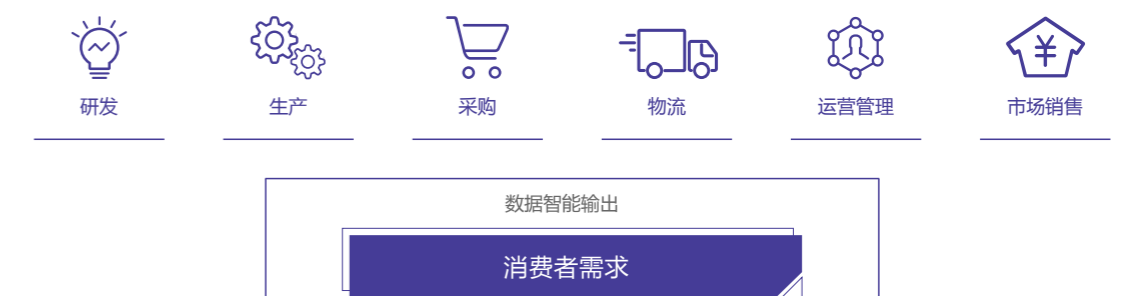 研发 生产 采购 物流 运营管理 市场销售
数据智能输出
消费者需求